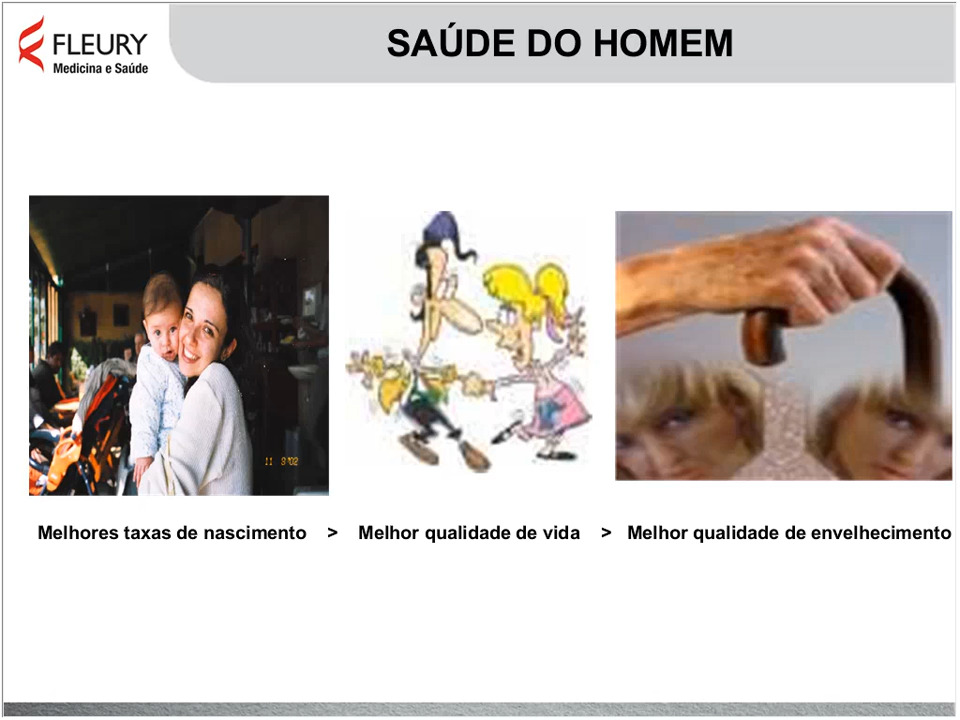 FLEURY
Medicina e Saúde
SAÚDE DO HOMEM
11 9'02
Melhores taxas de nascimento > Melhor qualidade de vida > Melhor qualidade de envelhecimento